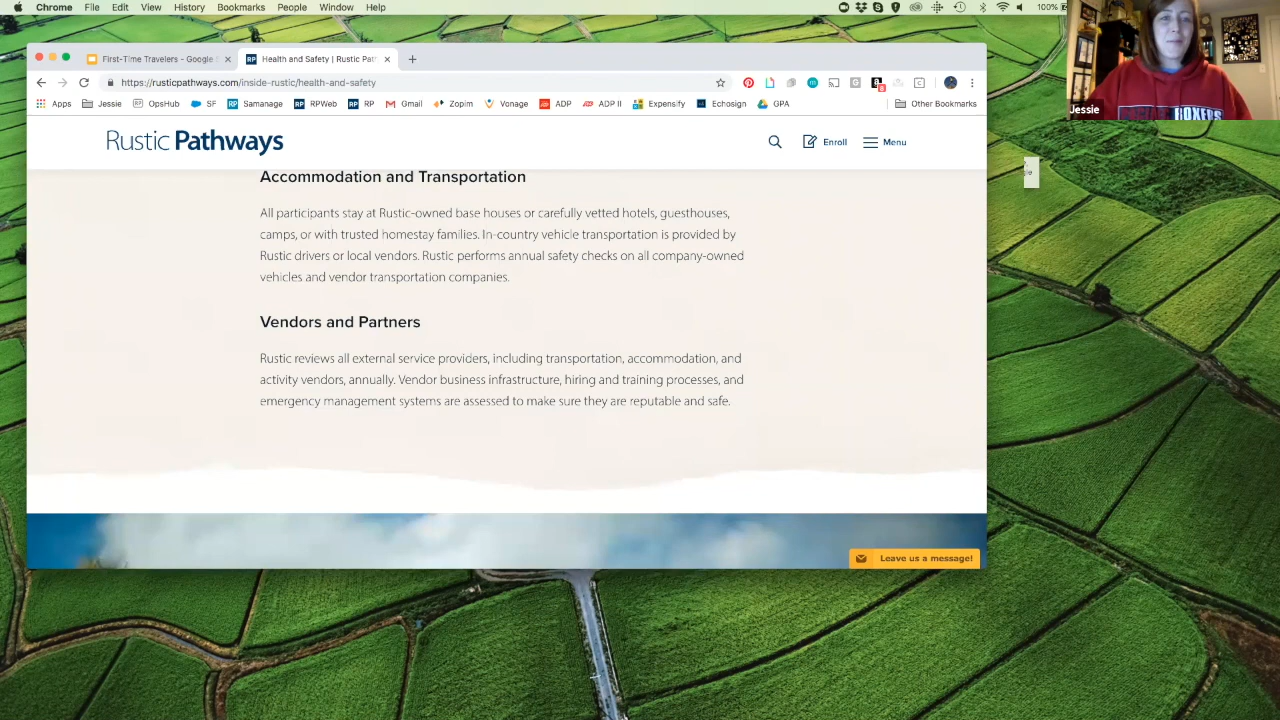 Chrome File Edit View History Bookmarks People Window Help 100%
First-Time Travelers - Google
Health and Safety | Rustic Pat
https://rusticpathways.com/inside-rustic/health-and-safety
Apps Jessie OpsHub SF Samanage RPWeb RP Gmail Zopim Vonage ADP ADP II Expensify Echosign GPA Other Bookmarks
Jessie
Rustic Pathways
Enroll
Menu
Accommodation and Transportation
All participants stay at Rustic-owned base houses or carefully vetted hotels, guesthouses,
camps, or with trusted homestay families. In-country vehicle transportation is provided by
Rustic drivers or local vendors. Rustic performs annual safety checks on all company-owned
vehicles and vendor transportation companies.
Vendors and Partners
Rustic reviews all external service providers, including transportation, accommodation, and
activity vendors, annually. Vendor business infrastructure, hiring and training processes, and
emergency management systems are assessed to make sure they are reputable and safe.
Leave us a message!